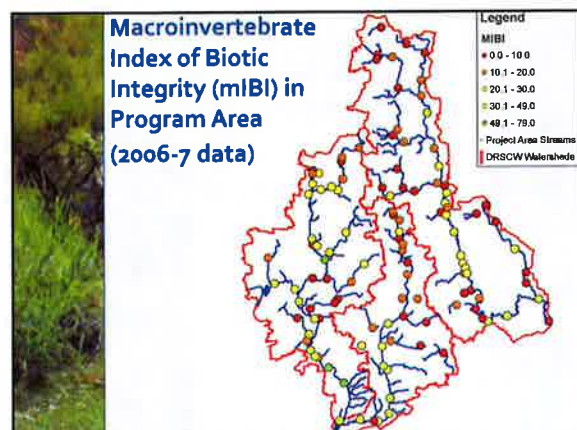 Macroinvertebrate
Index of Biotic
Integrity (mIBI) in
Program Area
(2006-7 data)
Legend
MIBI
0.0 - 10.0
10.1 - 20.0
20.1 - 30.0
30.1 - 49.0
49.1 - 79.0
Project Area Streams
DRSCW Watersheds